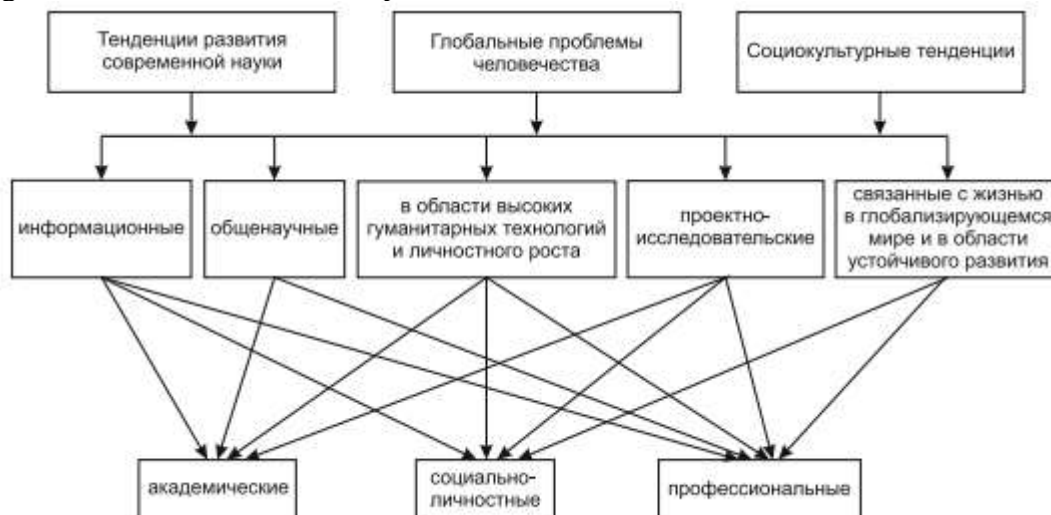 Тенденции развития
современной науки
Глобальные проблемы
человечества
Социокультурные тенденции
информационные
общенаучные
в области высоких
гуманитарных технологий
и личностного роста
проектно-
исследовательские
связанные с жизнью
в глобализирующемся
мире и в области
устойчивого развития
академические
социально-
личностные
профессиональные